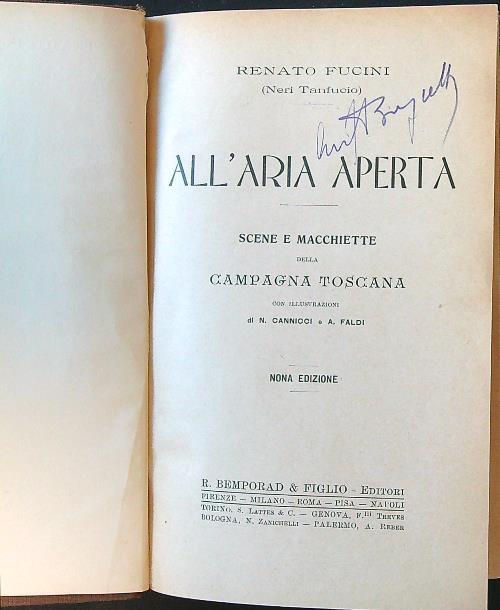 RENATO FUCINI
(Neri Tanfucio)
ALL'ARIA APERTA
SCENE E MACCHIETTE
DELLA
CAMPAGNA TOSCANA
CON ILLUSTRAZIONI
di N. CANNICCI e A. FALDI
NONA EDIZIONE
R. BEMPORAD & FIGLIO - EDITORI
FIRENZE — MILANO — ROMA — PISA — NAPOLI
TORINO, S. LATTES & C. — GENOVA, F.lli TREVES
BOLOGNA, N. ZANICHELLI — PALERMO, A. REBER